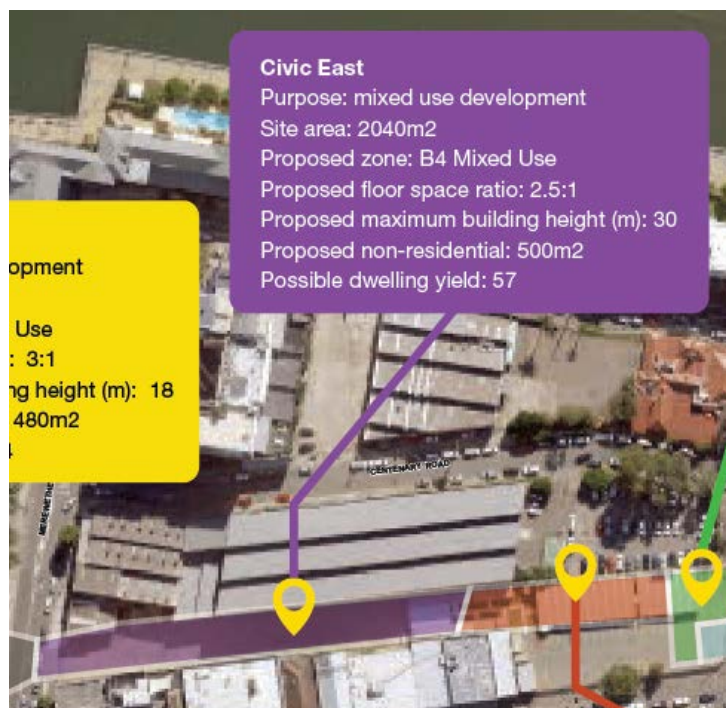 Civic East
Purpose: mixed use development
Site area: 2040m2
Proposed zone: B4 Mixed Use
Proposed floor space ratio: 2.5:1
Proposed maximum building height (m): 30
Proposed non-residential: 500m2
Possible dwelling yield: 57
opment
Use
: 3:1
ng height (m): 18
480m2
CENTENARY ROAD
MEREWETHE